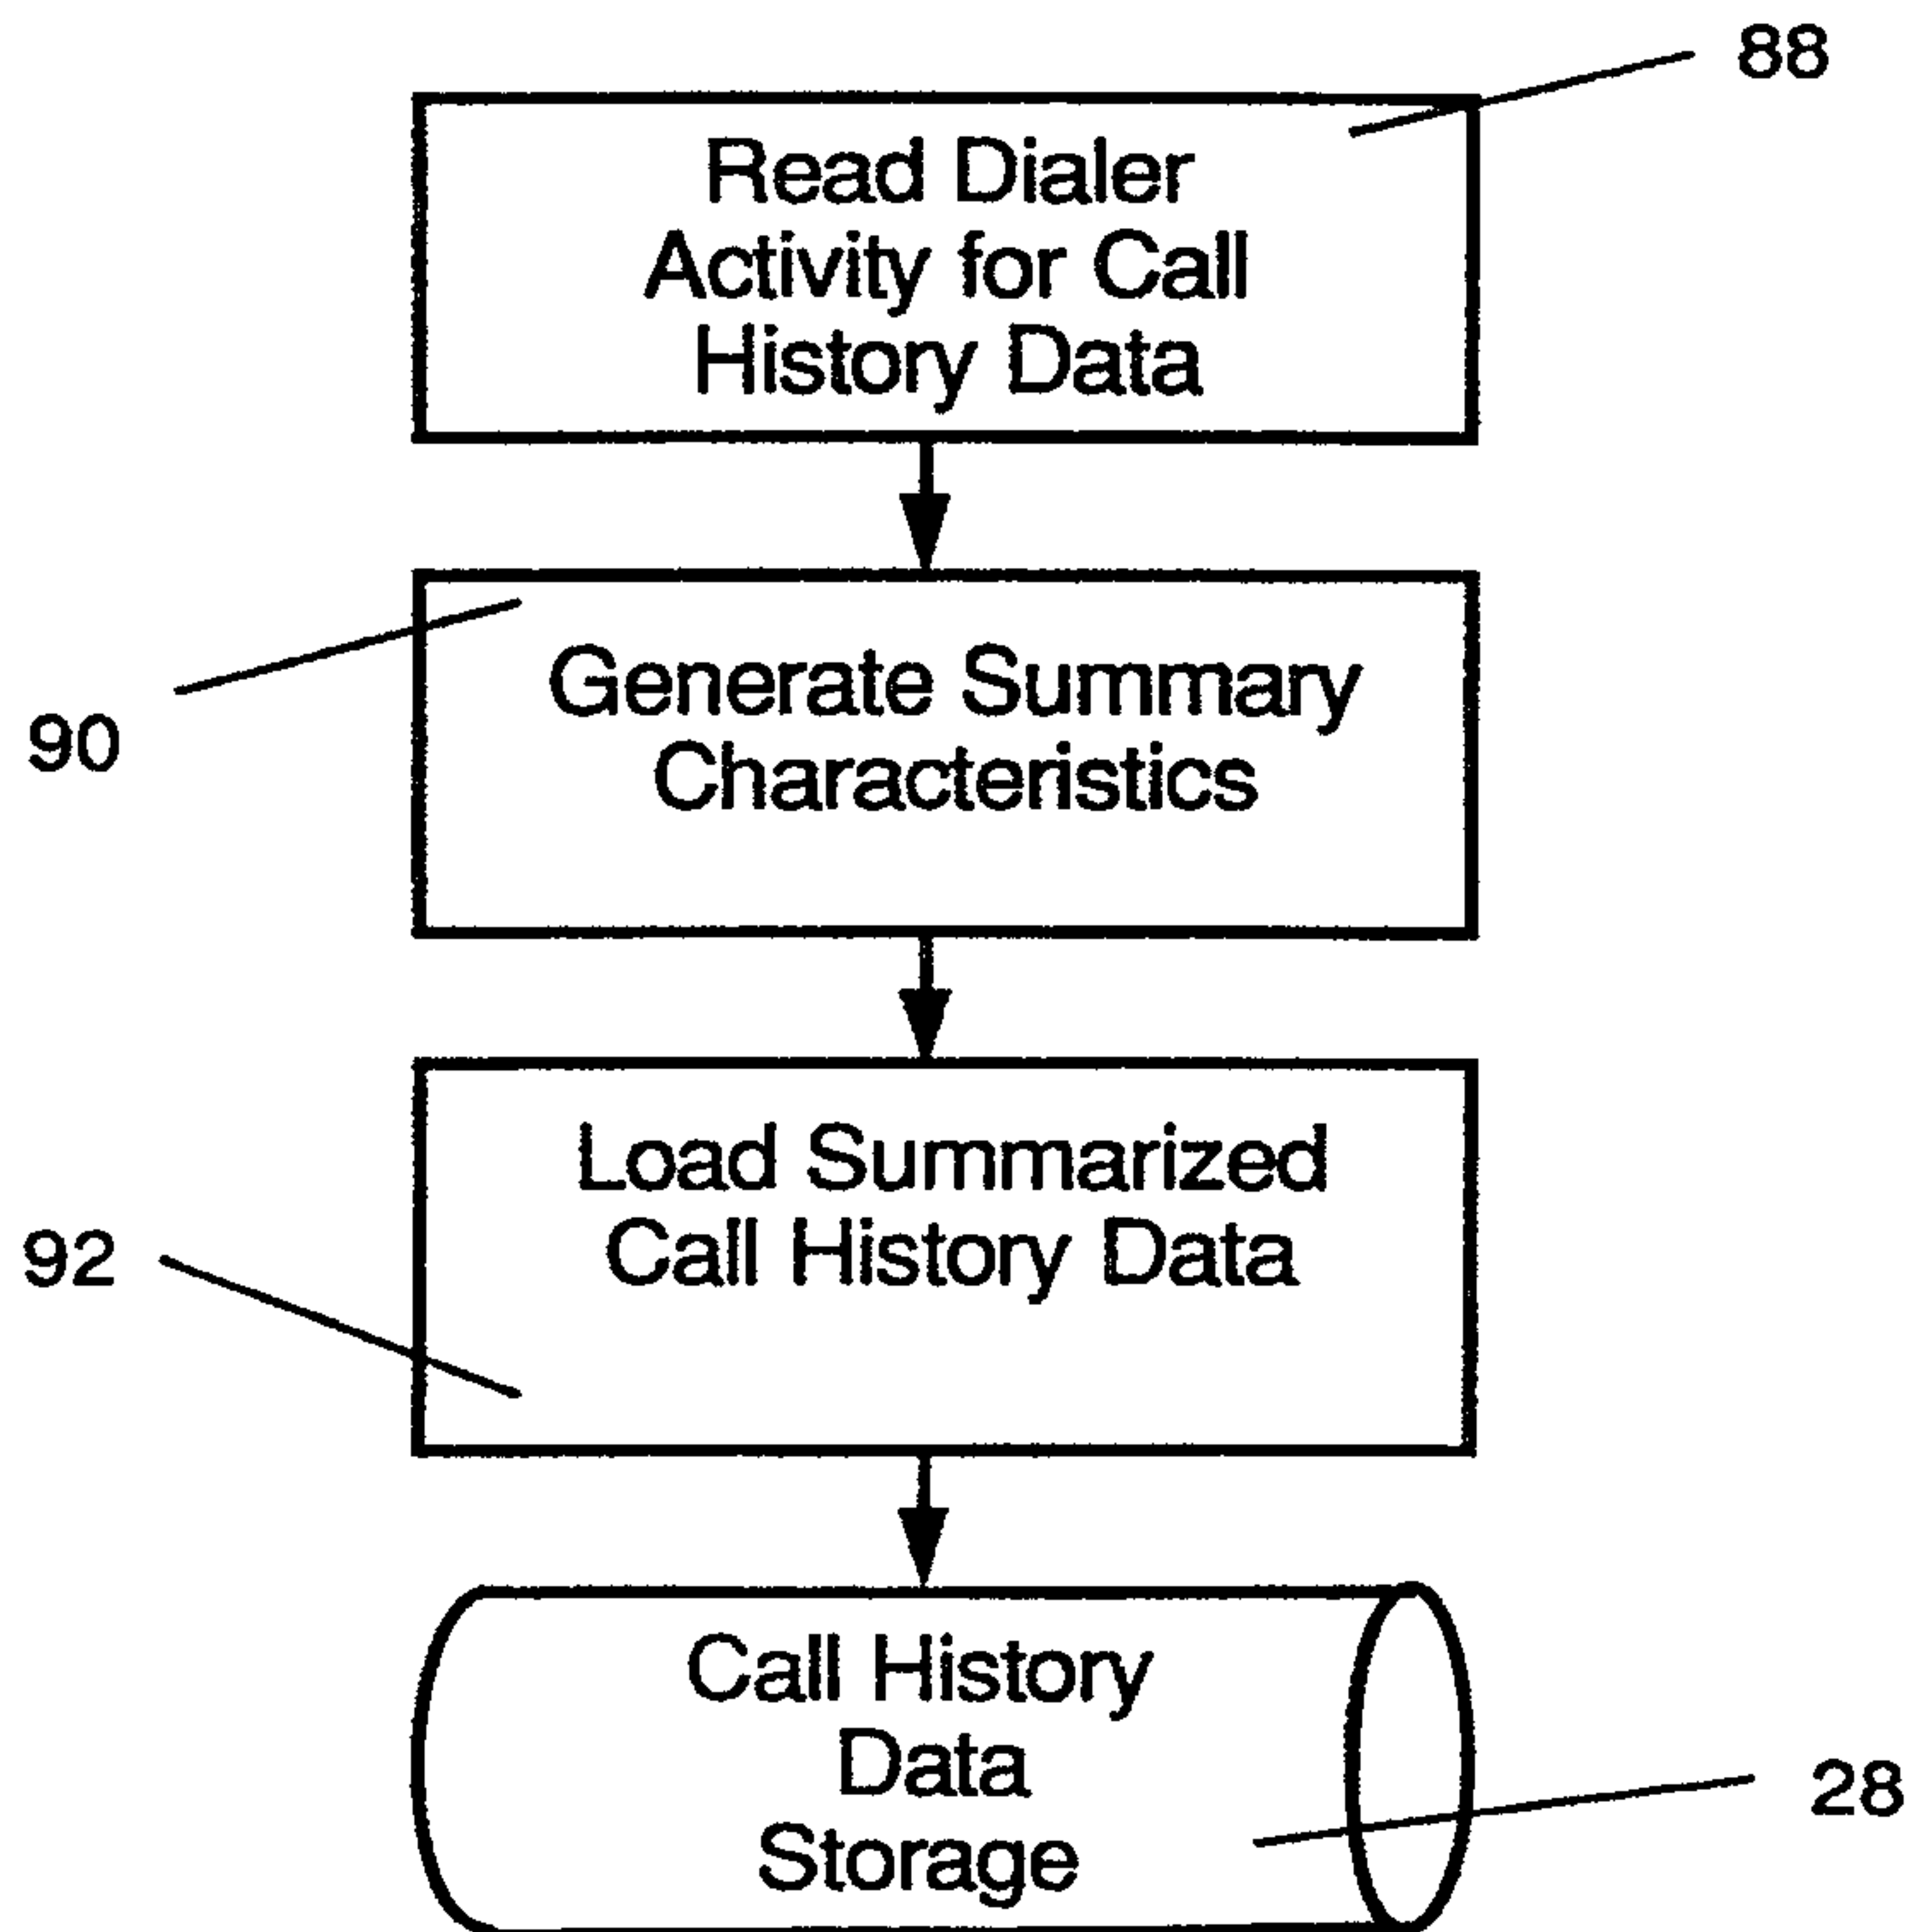 88
Read Dialer
Activity for Call
History Data
Generate Summary
Characteristics
90
Load Summarized
Call History Data
92
Call History
Data
Storage
28